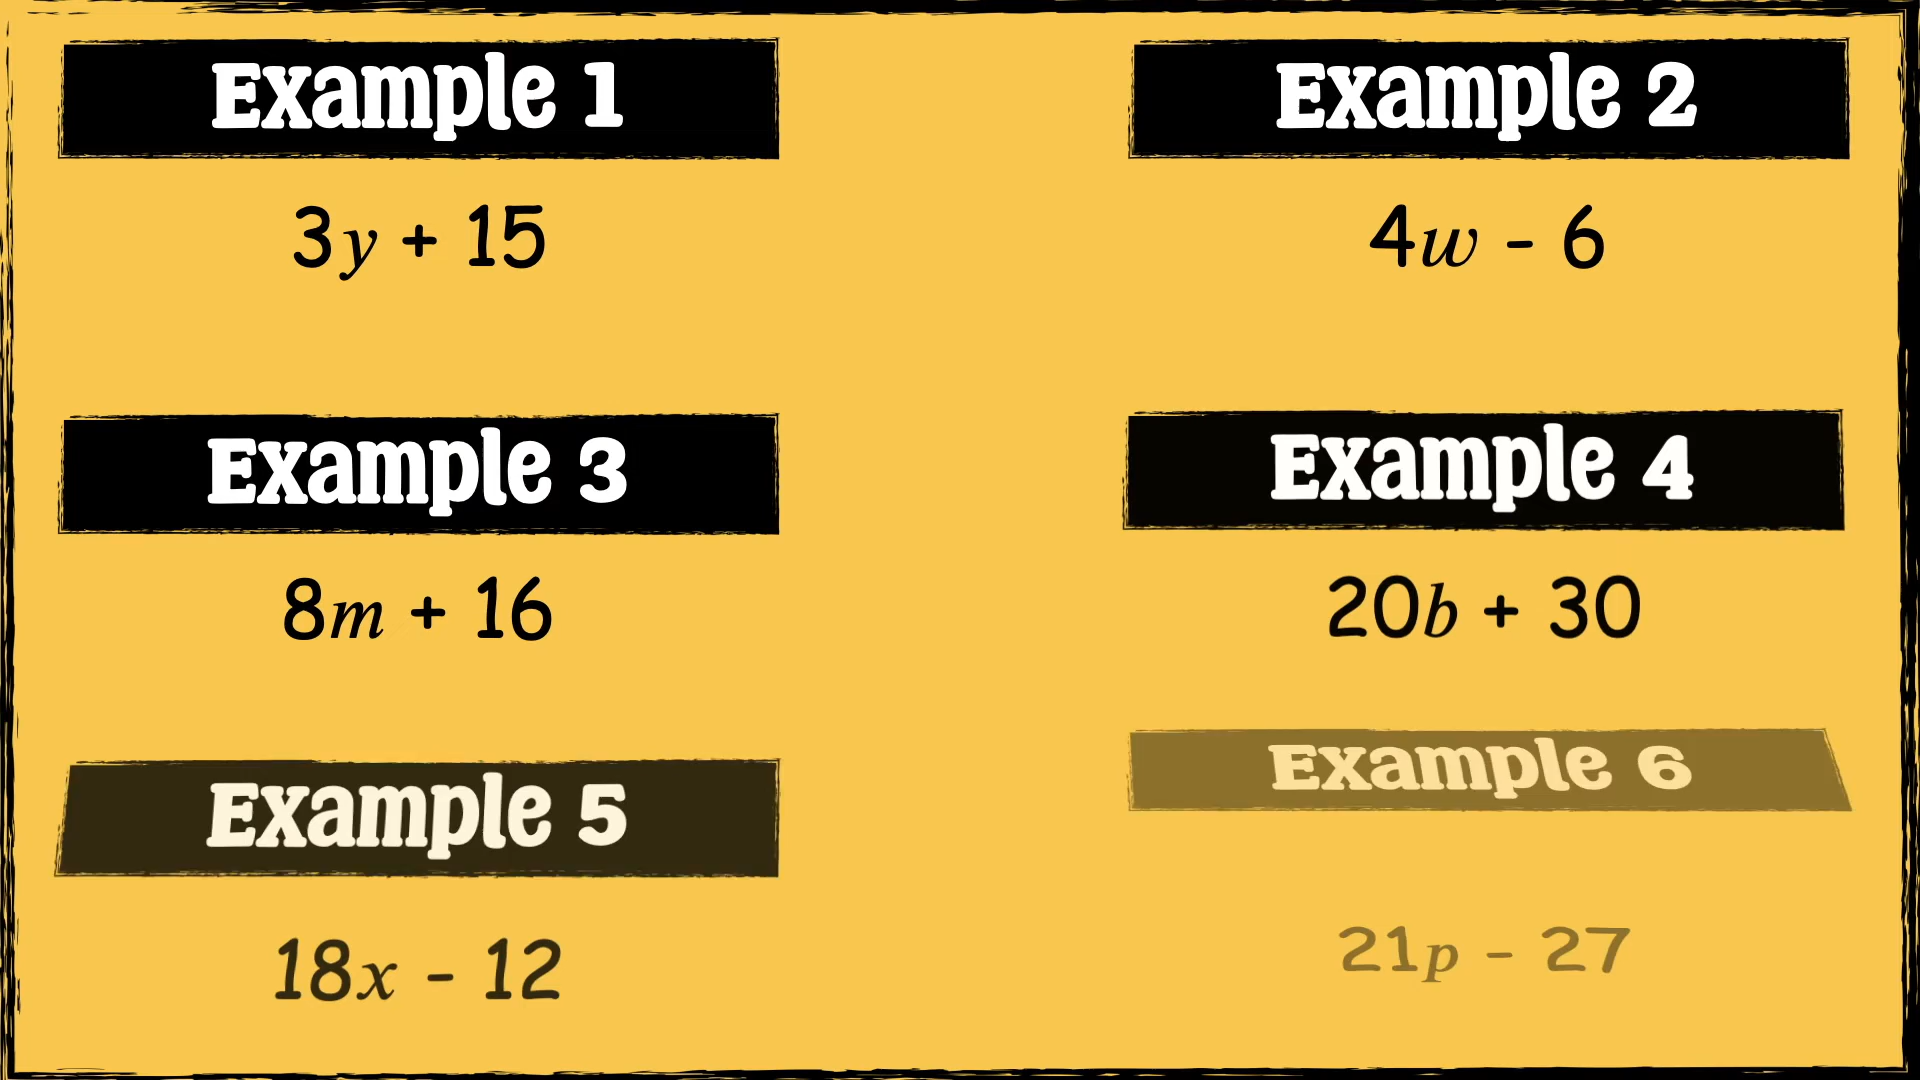 Example 1
3y + 15
Example 2
4w - 6
Example 3
8m + 16
Example 4
20b + 30
Example 5
18x - 12
Example 6
21p - 27